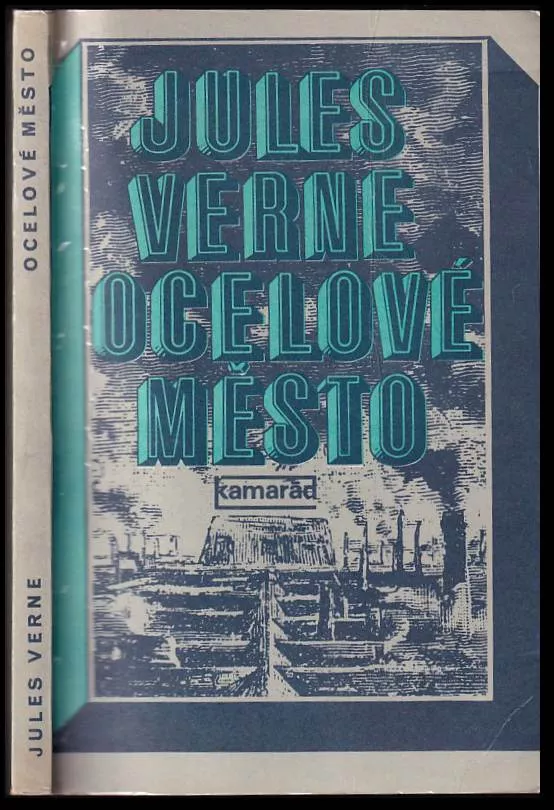 JULES
VERNE
OCELOVÉ
MĚSTO
kamarád
JULES VERNE
OCELOVÉ MĚSTO